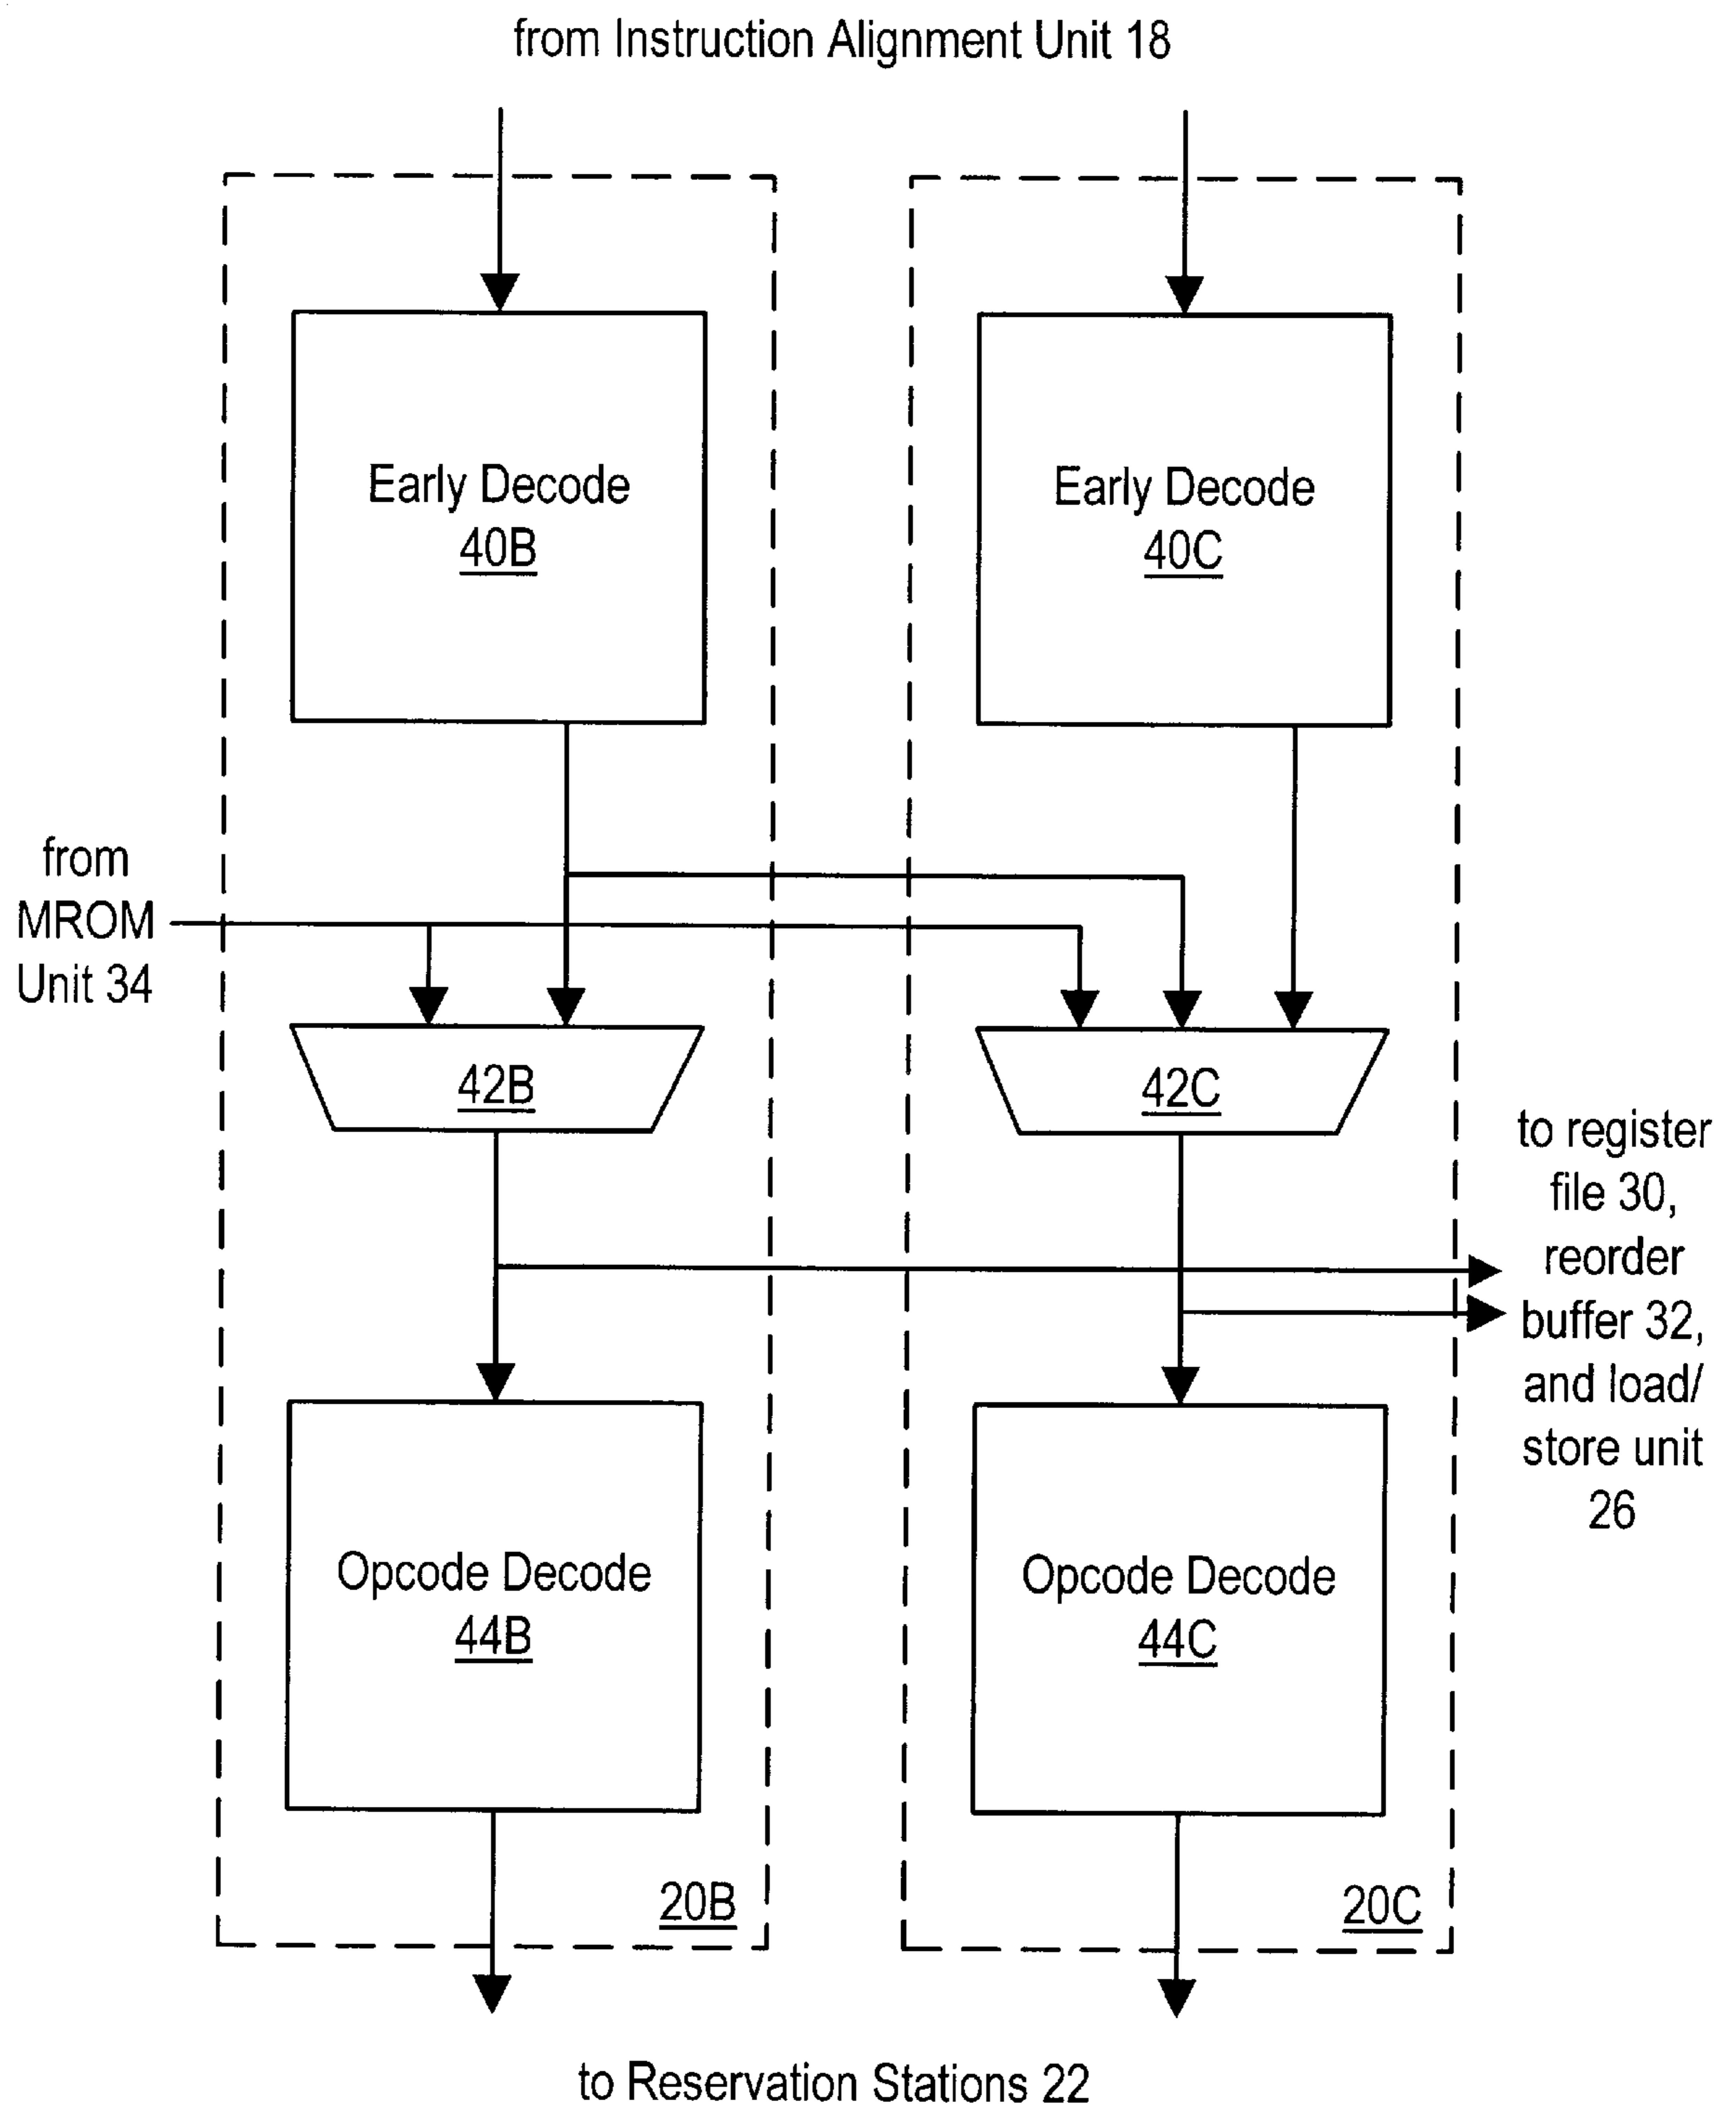 from Instruction Alignment Unit 18
Early Decode
40B
Early Decode
40C
from
MROM
Unit 34
42B
42C
to register
file 30,
reorder
buffer 32,
and load/
store unit
26
Opcode Decode
44B
Opcode Decode
44C
20B
20C
to Reservation Stations 22